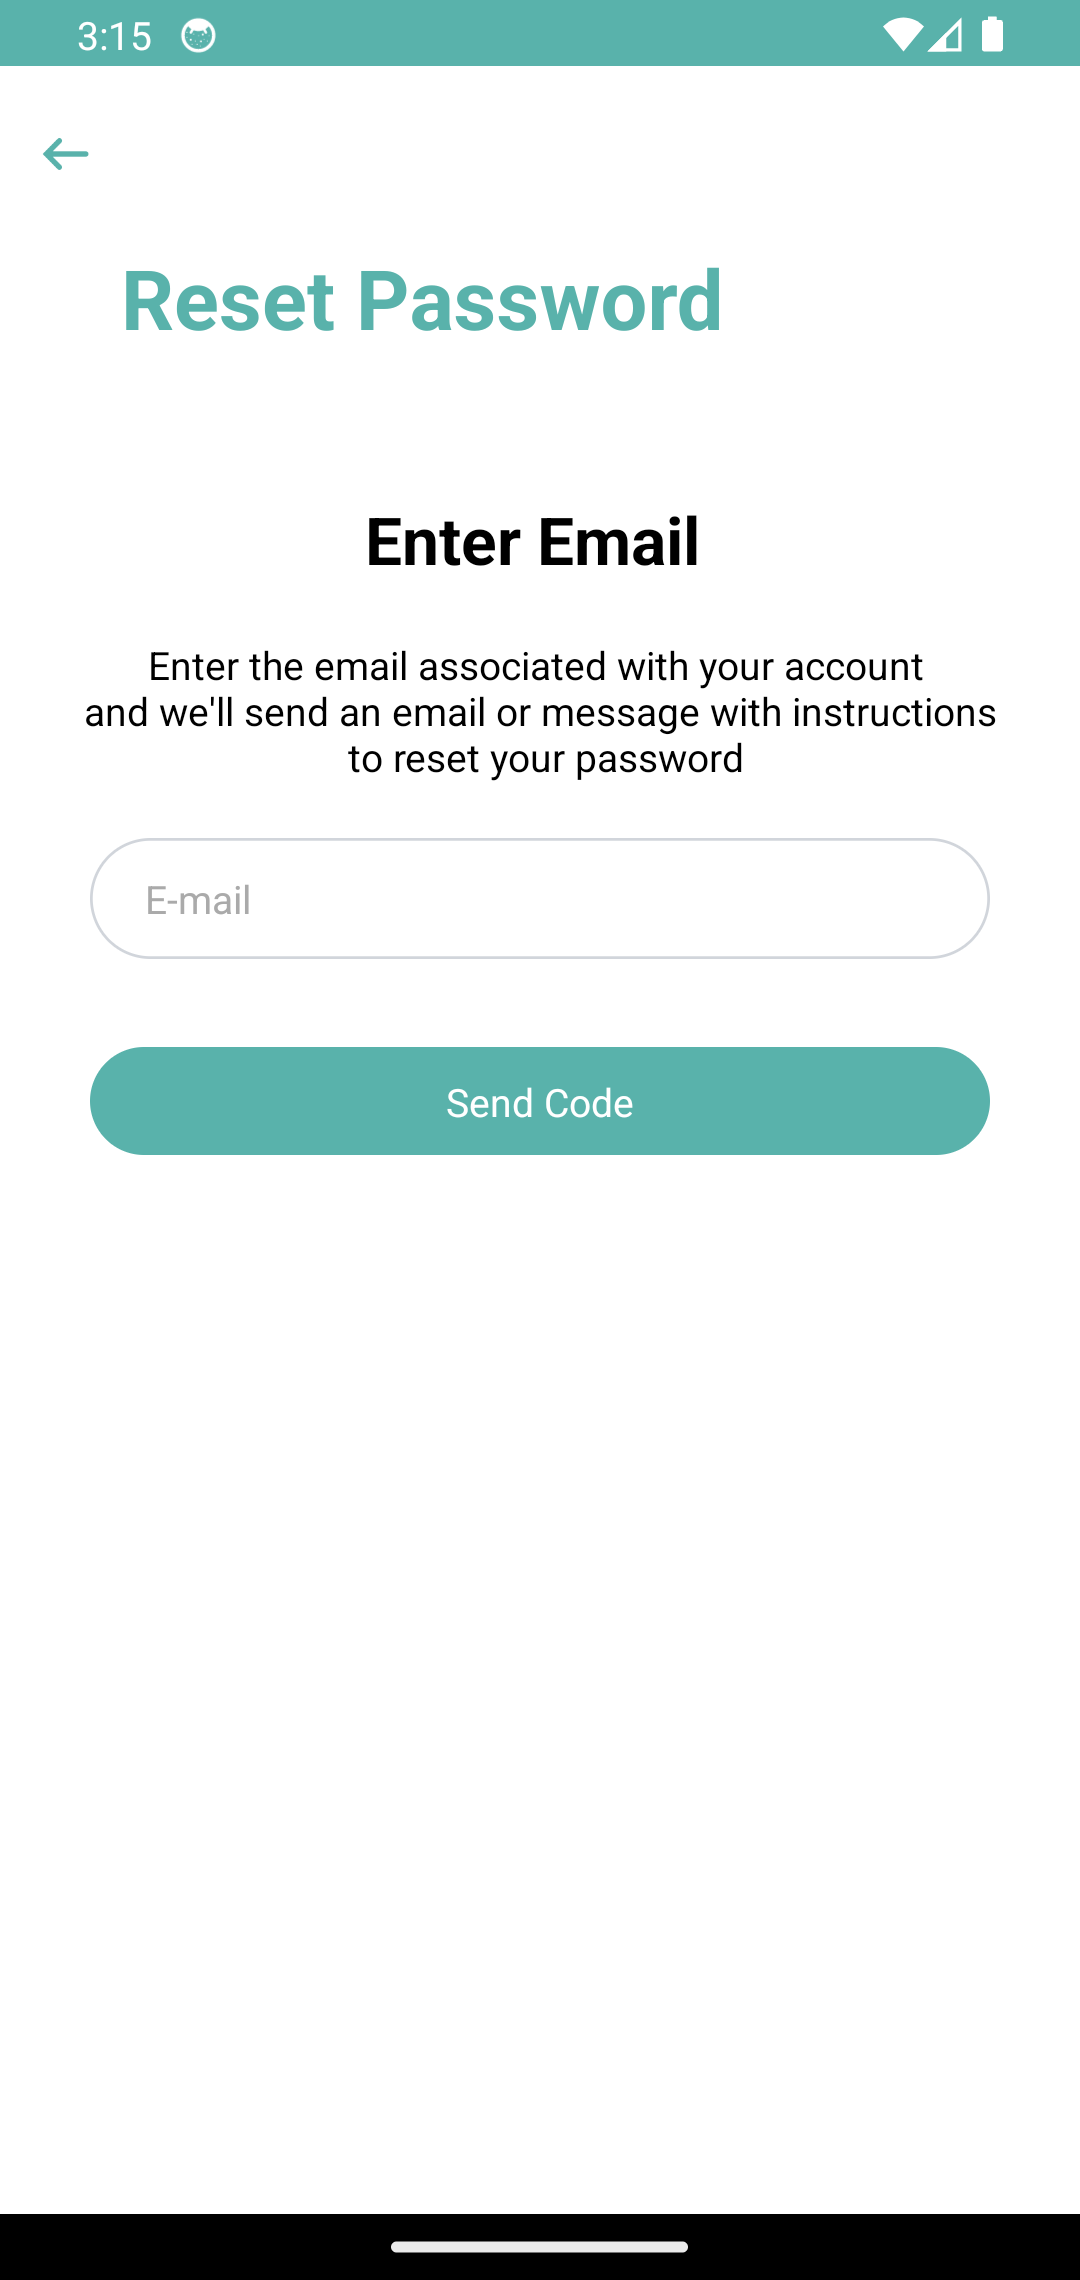 3:15
Reset Password
Enter Email
Enter the email associated with your account
and we'll send an email or message with instructions
to reset your password
E-mail
Send Code